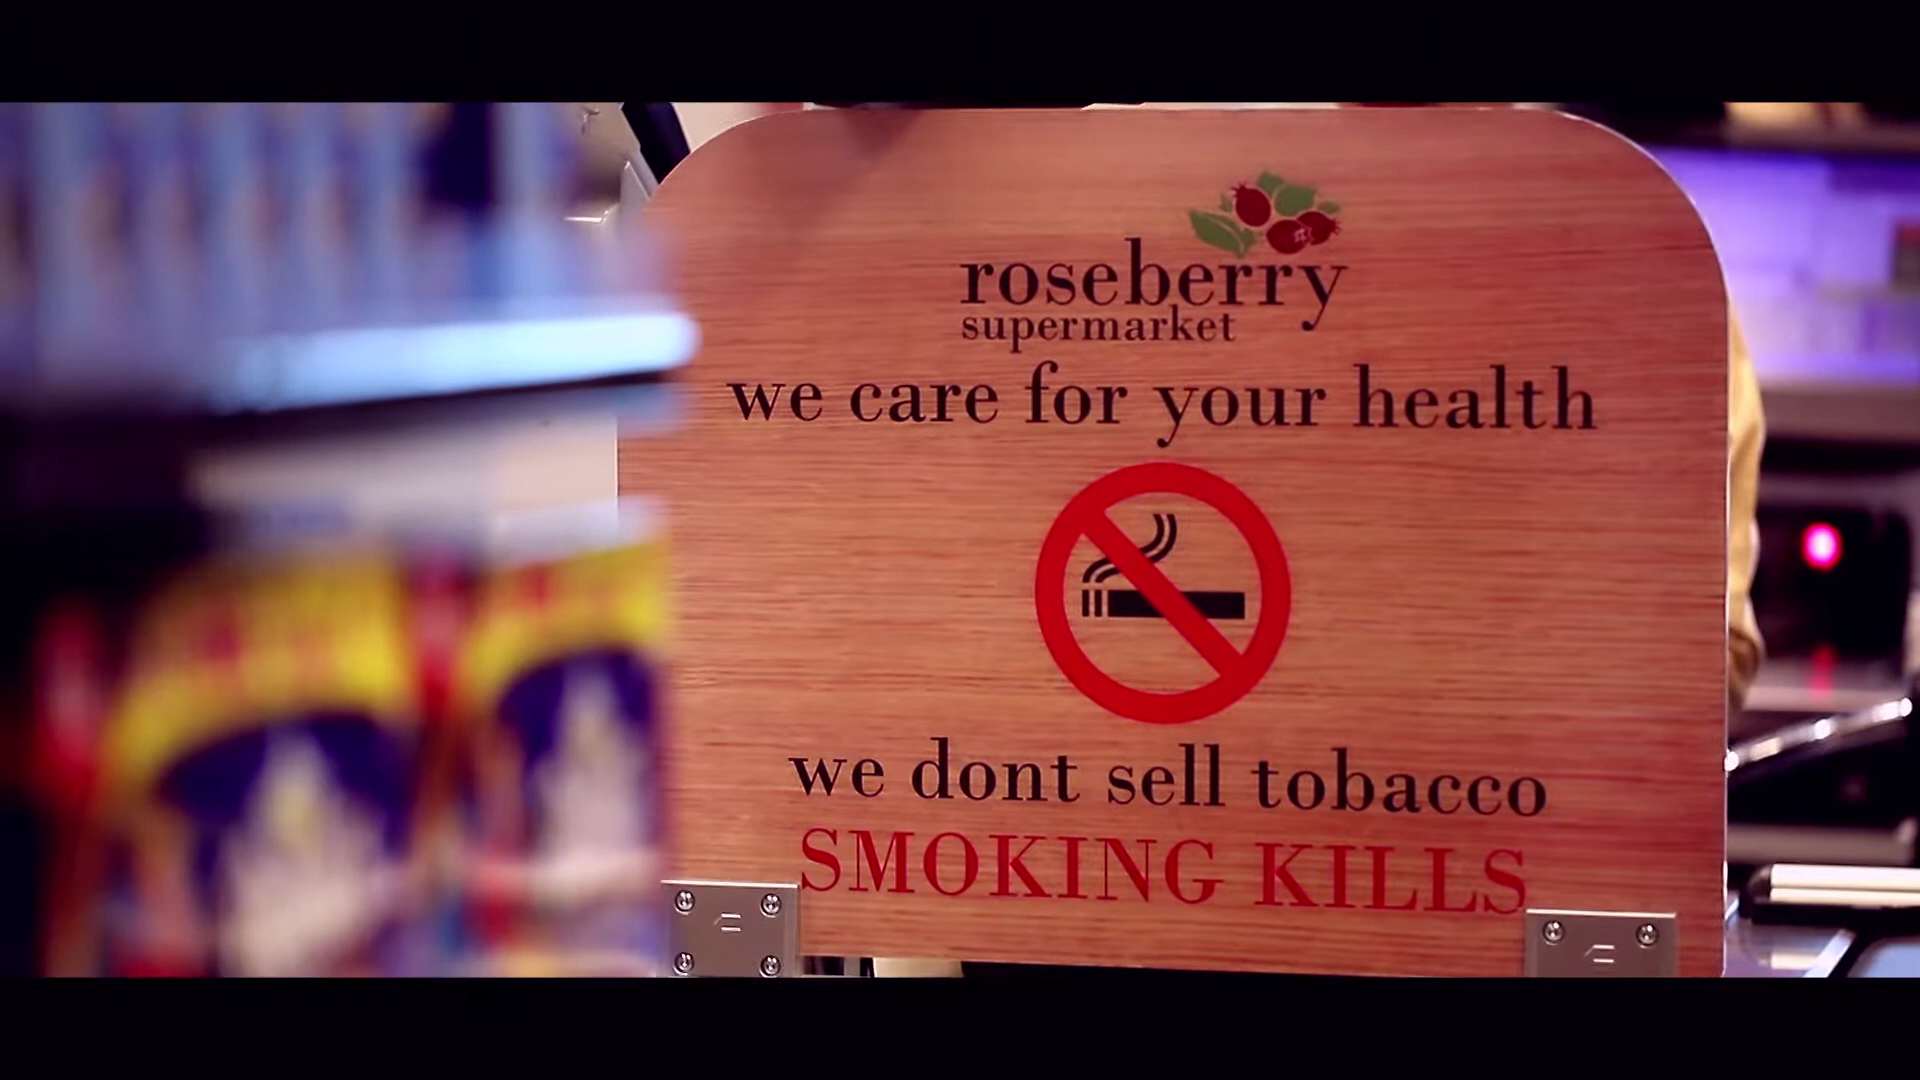 roseberry
supermarket
we care for your health
we dont sell tobacco
SMOKING KILLS